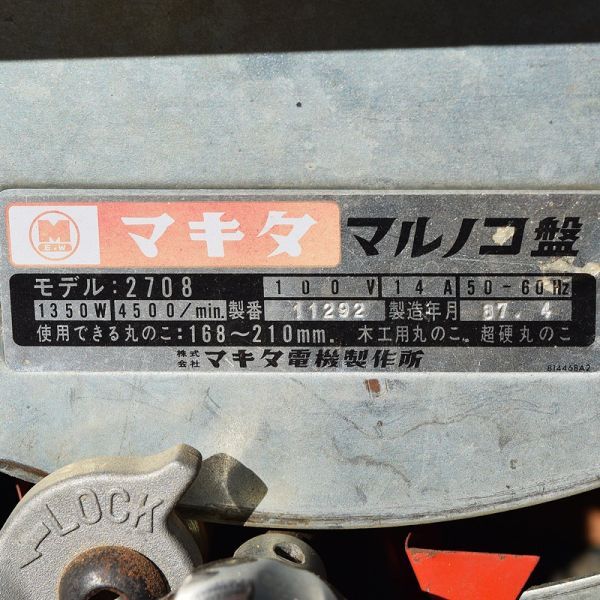 M
E.W
マキタ マルノコ盤
モデル:2708 100V 14A 50-60Hz
1350W 4500/min. 製番 11292 製造年月 87.4
使用できる丸のこ:168~210mm. 木工用丸のこ. 超硬丸のこ
株式会社 マキタ電機製作所
814468A2
LOCK